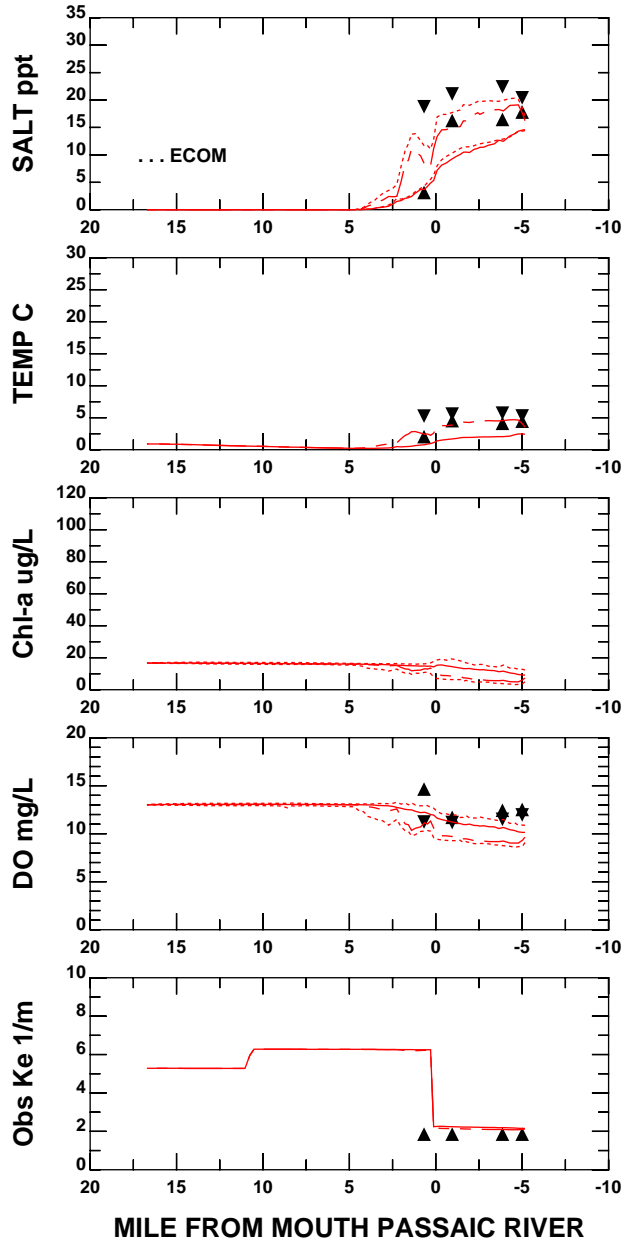 35
30
25
20
15
10
5
0
SALT ppt
. . . ECOM
20 15 10 5 0 -5 -10
30
25
20
15
10
5
0
TEMP C
20 15 10 5 0 -5 -10
120
100
80
60
40
20
0
Chl-a ug/L
20 15 10 5 0 -5 -10
20
15
10
5
0
DO mg/L
20 15 10 5 0 -5 -10
10
8
6
4
2
0
Obs Ke 1/m
20 15 10 5 0 -5 -10
MILE FROM MOUTH PASSAIC RIVER